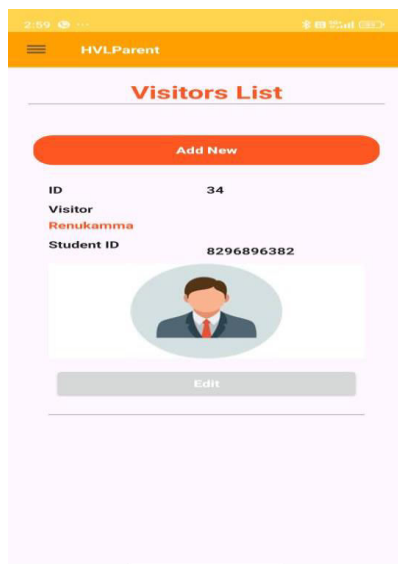 2:59
HVLParent
Visitors List
Add New
ID 34
Visitor
Renukamma
Student ID 8296896382
Edit